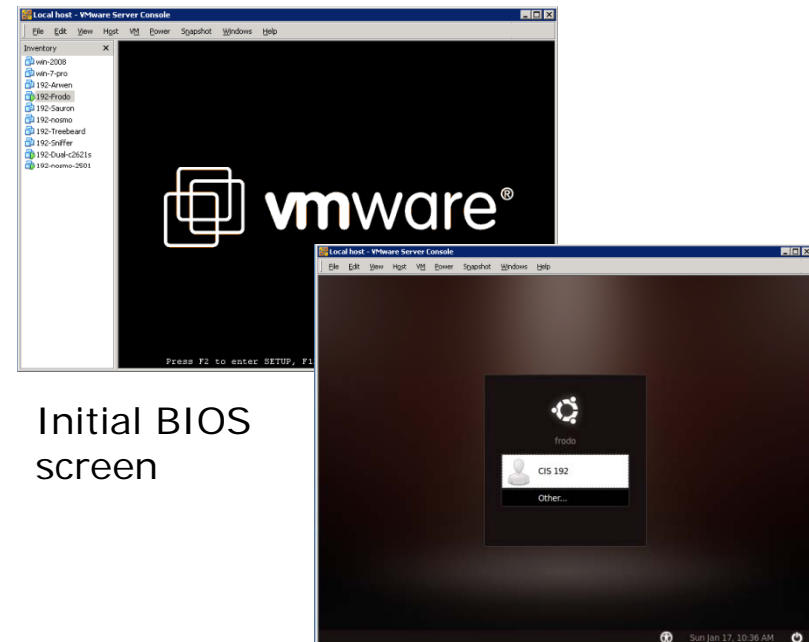 Local host - VMware Server Console
File Edit View Host VM Power Snapshot Windows Help
Inventory X
win-2008
win-7-pro
192-Arwen
192-Frodo
192-Sauron
192-nosmo
192-Treebeard
192-Sniffer
192-Dual-c2621s
192-nosmo-2501
vmware®
Press F2 to enter SETUP, F1
Local host - VMware Server Console
File Edit View Host VM Power Snapshot Windows Help
frodo
CIS 192
Other...
Sun Jan 17, 10:36 AM
Initial BIOS
screen